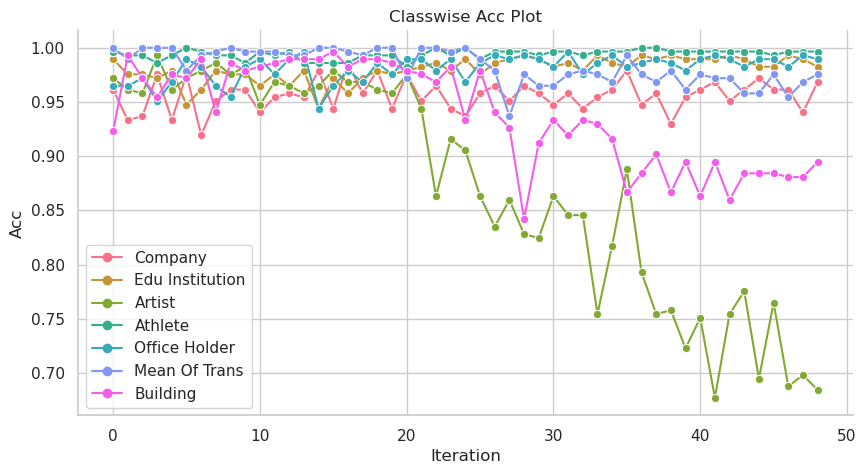 Classwise Acc Plot
Acc
1.00
0.95
0.90
0.85
0.80
0.75
0.70
Company
Edu Institution
Artist
Athlete
Office Holder
Mean Of Trans
Building
0 10 20 30 40 50
Iteration